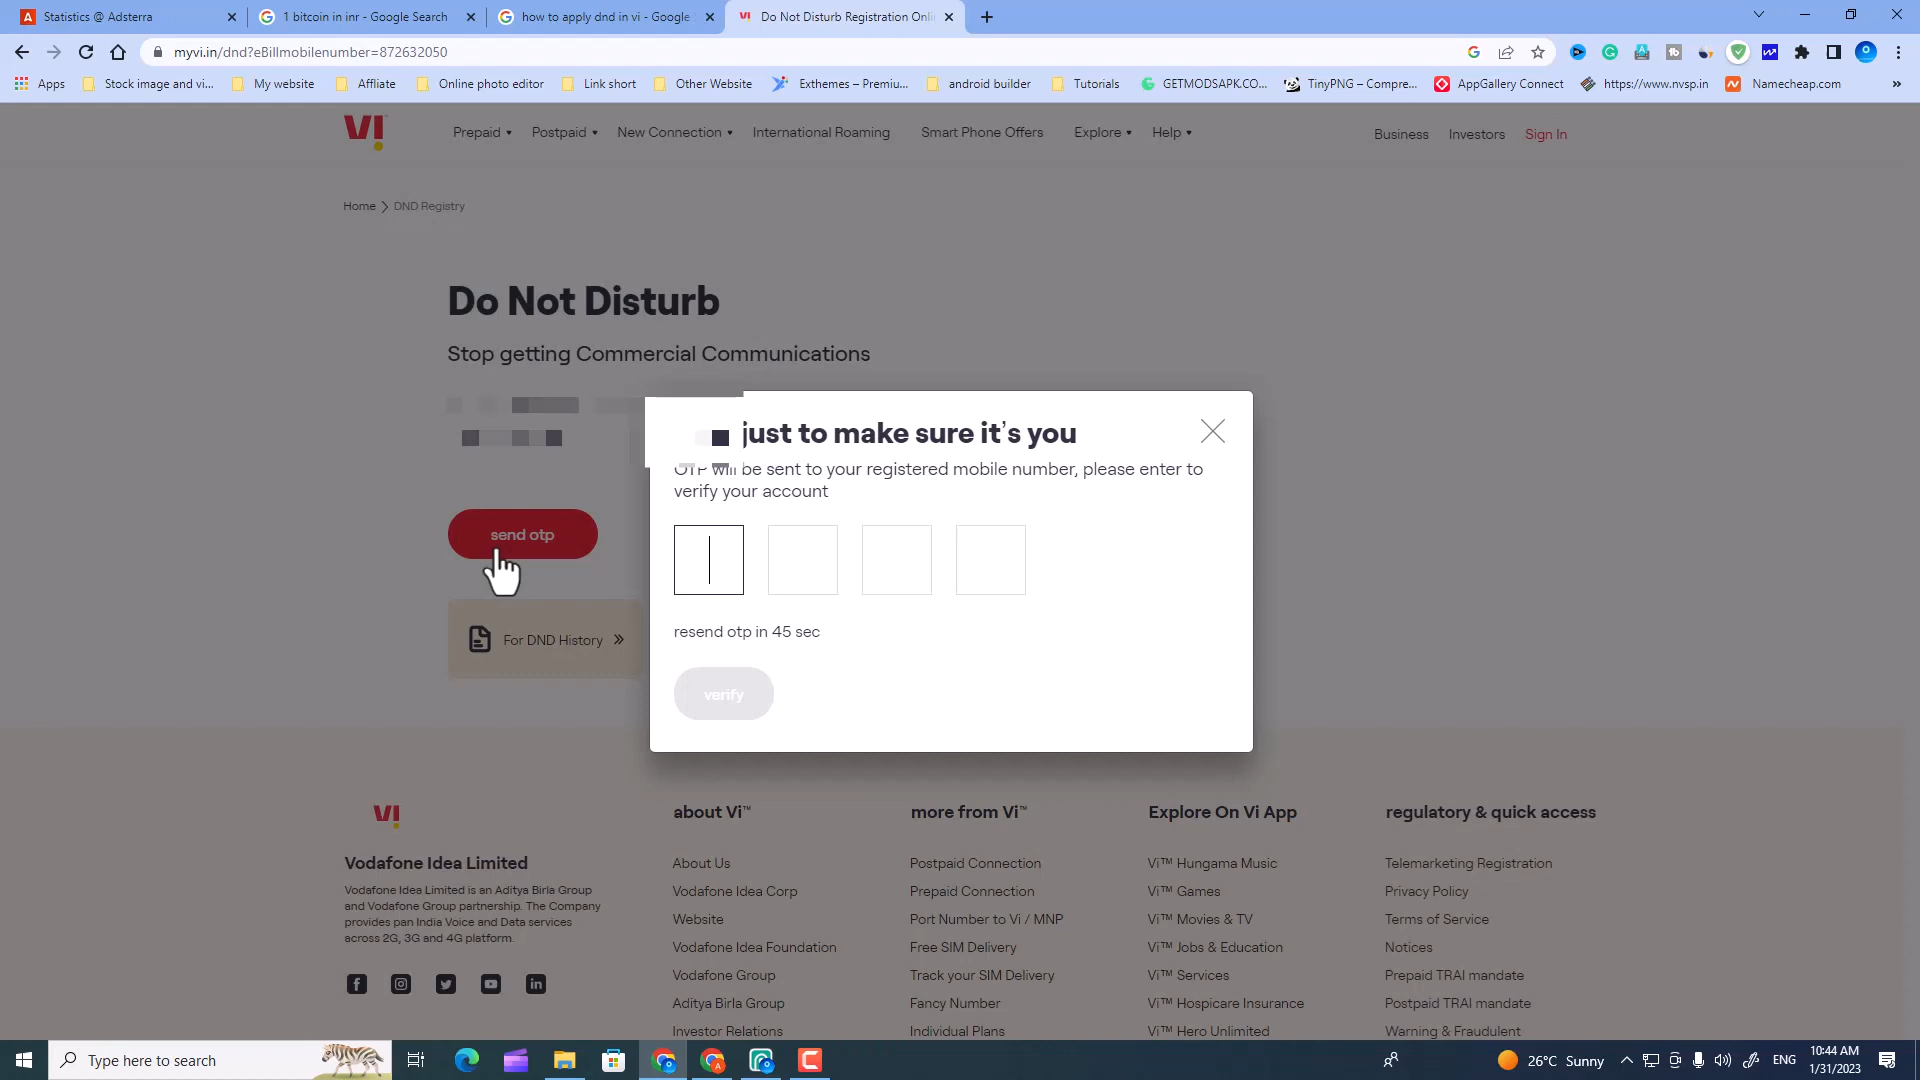 Statistics @ Adsterra
1 bitcoin in inr - Google Search
how to apply dnd in vi - Google
Do Not Disturb Registration Onli
myvi.in/dnd?eBillmobilenumber=872632050
Apps
Stock image and vi...
My website
Affliate
Online photo editor
Link short
Other Website
Exthemes – Premiu...
android builder
Tutorials
GETMODSAPK.CO...
TinyPNG – Compre...
AppGallery Connect
https://www.nvsp.in
Namecheap.com
VI
Prepaid
Postpaid
New Connection
International Roaming
Smart Phone Offers
Explore
Help
Business
Investors
Sign In
Home
DND Registry
Do Not Disturb
Stop getting Commercial Communications
send otp
For DND History
just to make sure it's you
OTP will be sent to your registered mobile number, please enter to
verify your account
resend otp in 45 sec
verify
VI
Vodafone Idea Limited
Vodafone Idea Limited is an Aditya Birla Group
and Vodafone Group partnership. The Company
provides pan India Voice and Data services
across 2G, 3G and 4G platform.
about Vi™
About Us
Vodafone Idea Corp
Website
Vodafone Idea Foundation
Vodafone Group
Aditya Birla Group
Investor Relations
more from Vi™
Postpaid Connection
Prepaid Connection
Port Number to Vi / MNP
Free SIM Delivery
Track your SIM Delivery
Fancy Number
Individual Plans
Explore On Vi App
Vi™ Hungama Music
Vi™ Games
Vi™ Movies & TV
Vi™ Jobs & Education
Vi™ Services
Vi™ Hospicare Insurance
Vi™ Hero Unlimited
regulatory & quick access
Telemarketing Registration
Privacy Policy
Terms of Service
Notices
Prepaid TRAI mandate
Postpaid TRAI mandate
Warning & Fraudulent
Type here to search
26°C Sunny
ENG
10:44 AM
1/31/2023